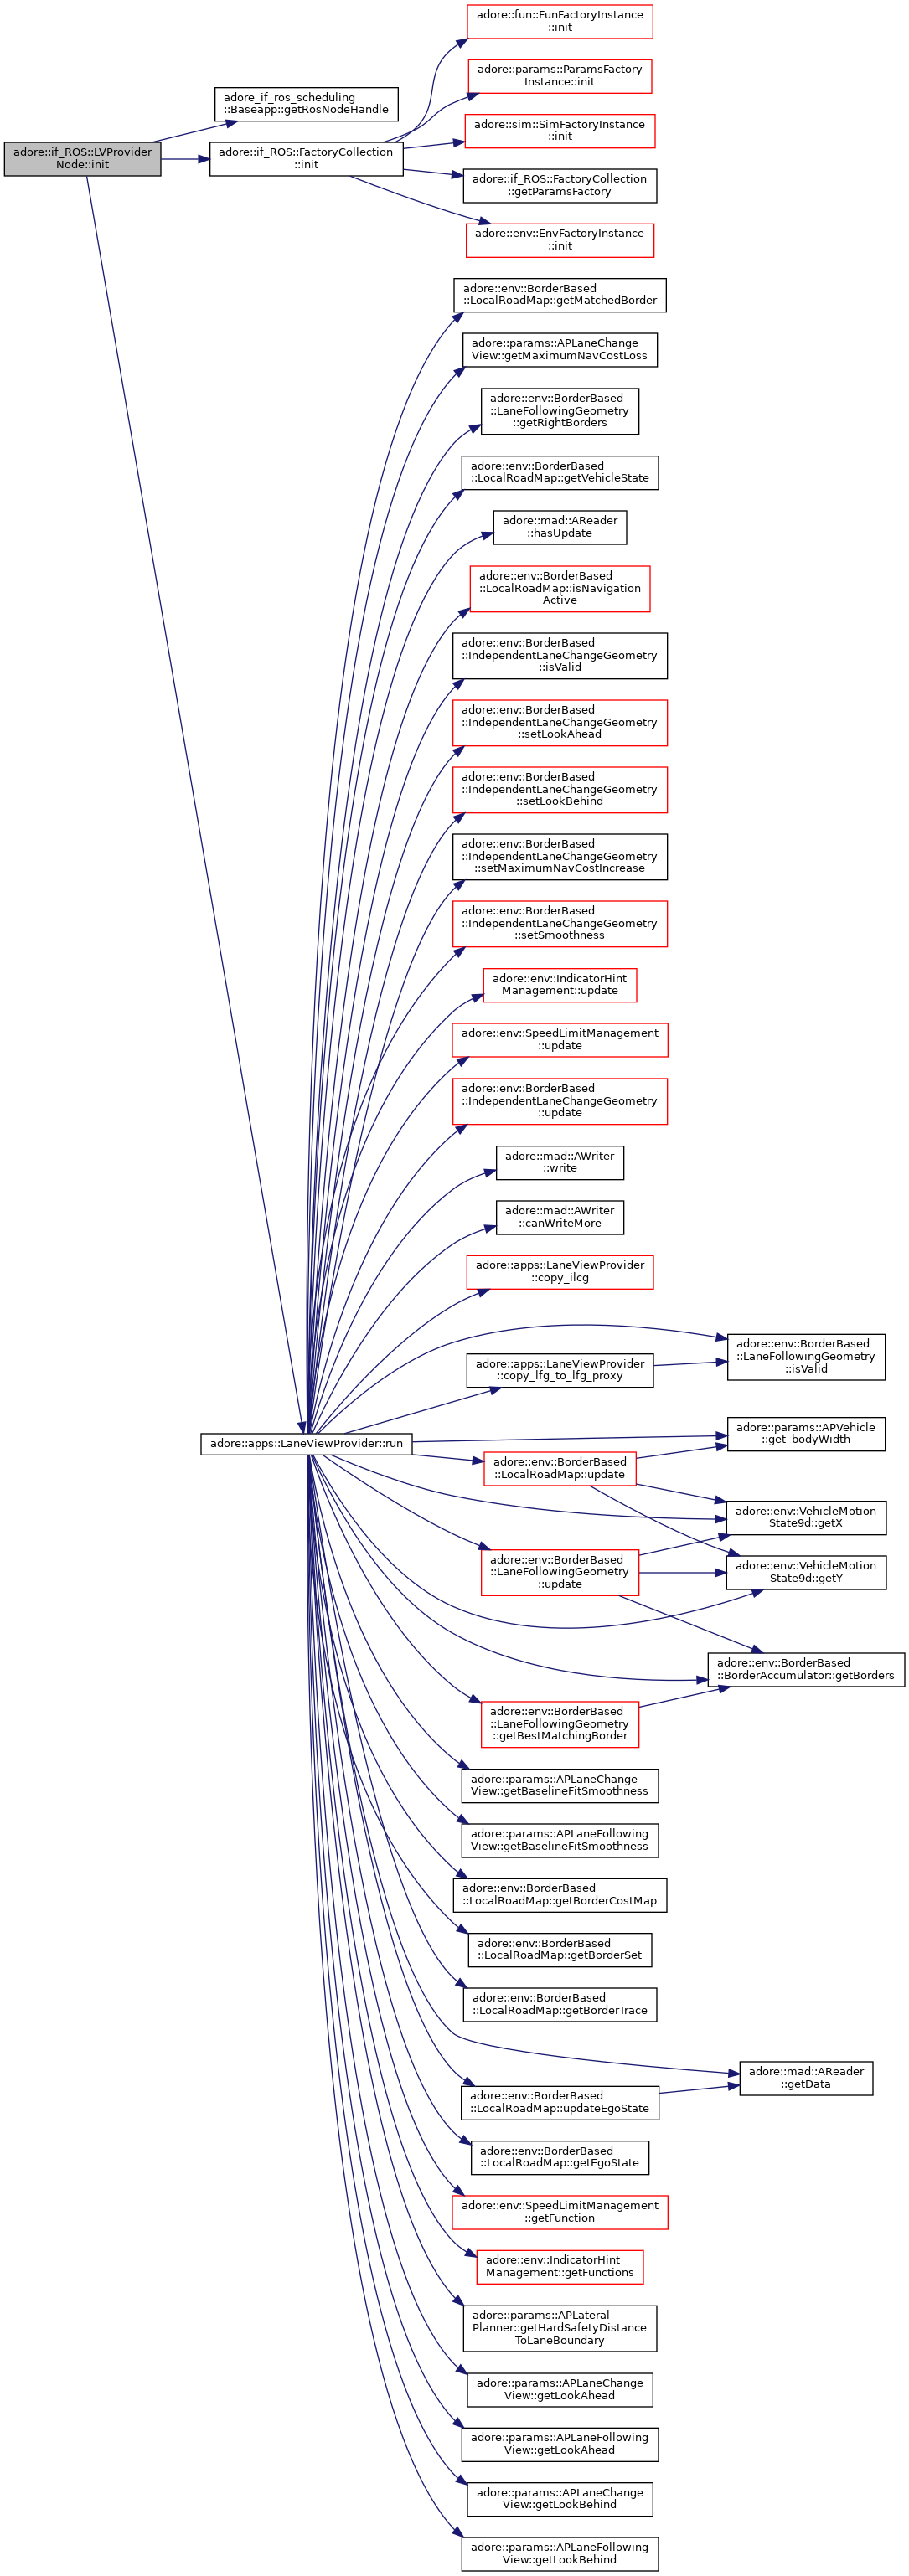 adore::fun::FunFactoryInstance
::init
adore::params::ParamsFactory
Instance::init
adore_if_ros_scheduling
::Baseapp::getRosNodeHandle
adore::sim::SimFactoryInstance
::init
adore::if_ROS::LVProvider
Node::init
adore::if_ROS::FactoryCollection
::init
adore::if_ROS::FactoryCollection
::getParamsFactory
adore::env::EnvFactoryInstance
::init
adore::env::BorderBased
::LocalRoadMap::getMatchedBorder
adore::params::APLaneChange
View::getMaximumNavCostLoss
adore::env::BorderBased
::LaneFollowingGeometry
::getRightBorders
adore::env::BorderBased
::LocalRoadMap::getVehicleState
adore::mad::AReader
::hasUpdate
adore::env::BorderBased
::LocalRoadMap::isNavigation
Active
adore::env::BorderBased
::IndependentLaneChangeGeometry
::isValid
adore::env::BorderBased
::IndependentLaneChangeGeometry
::setLookAhead
adore::env::BorderBased
::IndependentLaneChangeGeometry
::setLookBehind
adore::env::BorderBased
::IndependentLaneChangeGeometry
::setMaximumNavCostIncrease
adore::env::BorderBased
::IndependentLaneChangeGeometry
::setSmoothness
adore::env::IndicatorHint
Management::update
adore::env::SpeedLimitManagement
::update
adore::env::BorderBased
::IndependentLaneChangeGeometry
::update
adore::mad::AWriter
::write
adore::mad::AWriter
::canWriteMore
adore::apps::LaneViewProvider
::copy_ilcg
adore::env::BorderBased
::LaneFollowingGeometry
::isValid
adore::apps::LaneViewProvider
::copy_lfg_to_lfg_proxy
adore::params::APVehicle
::get_bodyWidth
adore::apps::LaneViewProvider::run
adore::env::BorderBased
::LocalRoadMap::update
adore::env::VehicleMotion
State9d::getX
adore::env::BorderBased
::LaneFollowingGeometry
::update
adore::env::VehicleMotion
State9d::getY
adore::env::BorderBased
::BorderAccumulator::getBorders
adore::env::BorderBased
::LaneFollowingGeometry
::getBestMatchingBorder
adore::params::APLaneChange
View::getBaselineFitSmoothness
adore::params::APLaneFollowing
View::getBaselineFitSmoothness
adore::env::BorderBased
::LocalRoadMap::getBorderCostMap
adore::env::BorderBased
::LocalRoadMap::getBorderSet
adore::env::BorderBased
::LocalRoadMap::getBorderTrace
adore::mad::AReader
::getData
adore::env::BorderBased
::LocalRoadMap::updateEgoState
adore::env::BorderBased
::LocalRoadMap::getEgoState
adore::env::SpeedLimitManagement
::getFunction
adore::env::IndicatorHint
Management::getFunctions
adore::params::APLateral
Planner::getHardSafetyDistance
ToLaneBoundary
adore::params::APLaneChange
View::getLookAhead
adore::params::APLaneFollowing
View::getLookAhead
adore::params::APLaneChange
View::getLookBehind
adore::params::APLaneFollowing
View::getLookBehind